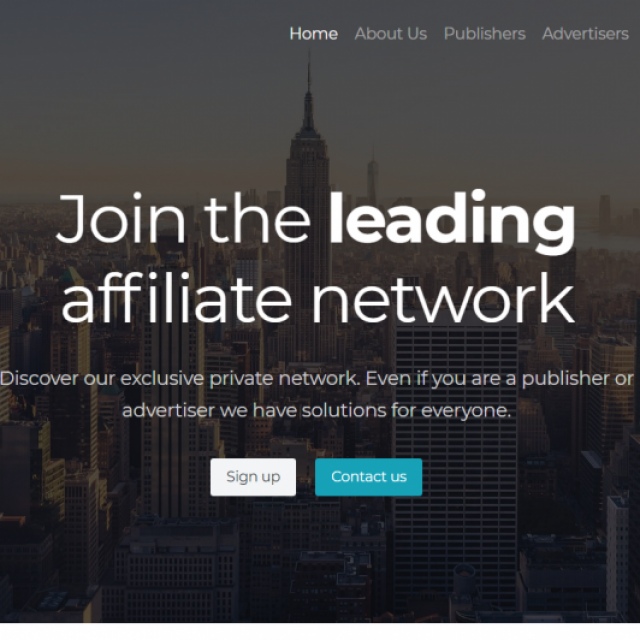 Home About Us Publishers Advertisers
Join the leading
affiliate network
Discover our exclusive private network. Even if you are a publisher or
advertiser we have solutions for everyone.
Sign up Contact us